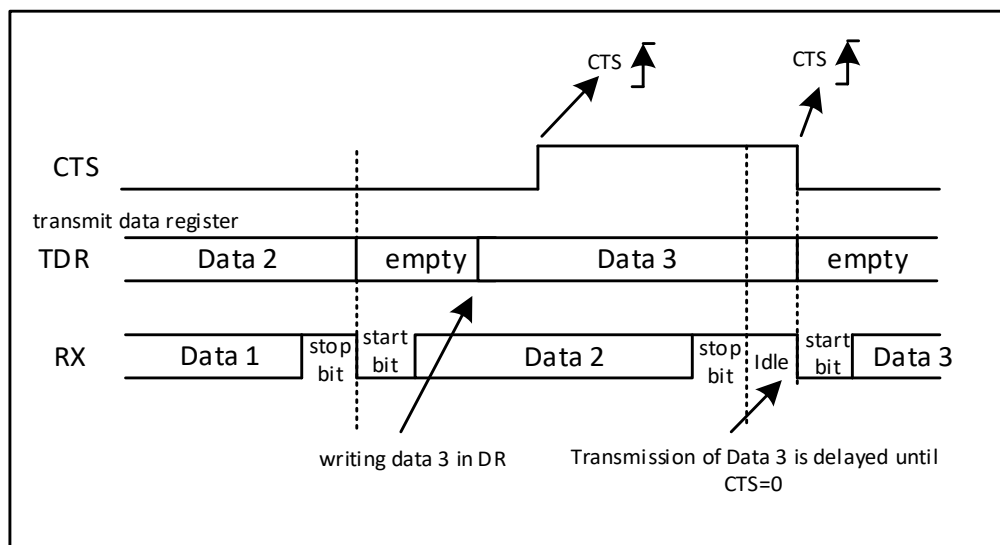 CTS CTS
CTS
transmit data register
TDR Data 2 empty Data 3 empty
RX Data 1 stop bit start bit Data 2 stop bit Idle start bit Data 3
writing data 3 in DR
Transmission of Data 3 is delayed until
CTS=0